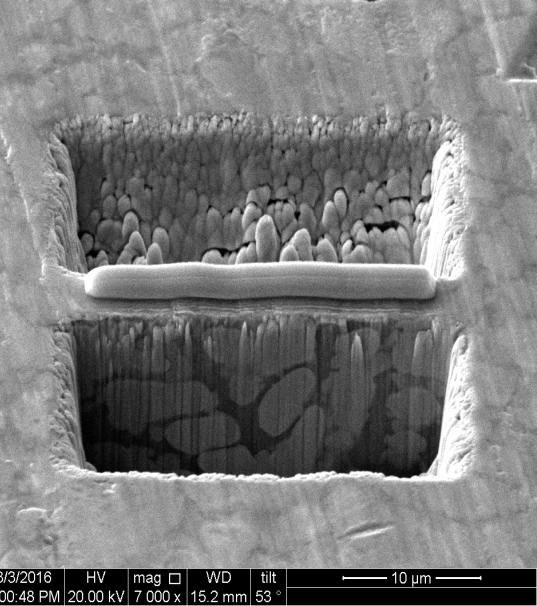 3/3/2016 HV mag □ WD tilt 10 µm
00:48 PM 20.00 kV 7 000 x 15.2 mm 53 °